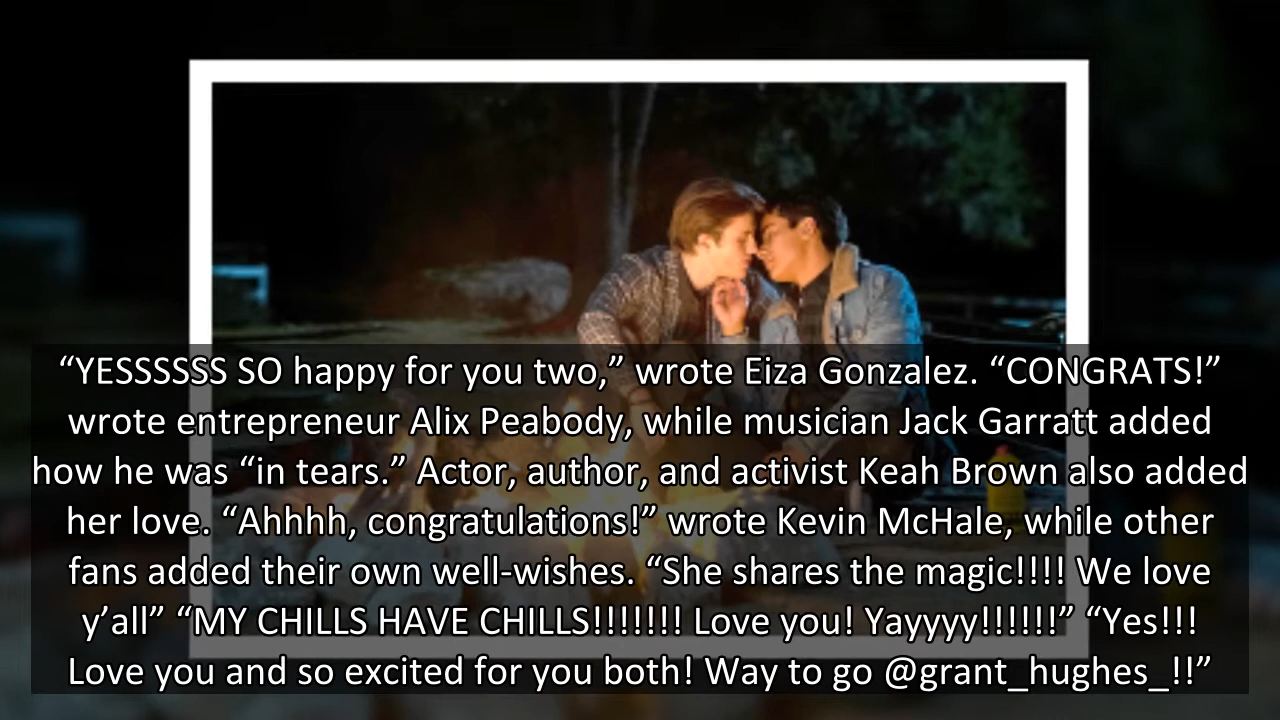 “YESSSSSS SO happy for you two,” wrote Eiza Gonzalez. “CONGRATS!”
wrote entrepreneur Alix Peabody, while musician Jack Garratt added
how he was “in tears.” Actor, author, and activist Keah Brown also added
her love. “Ahhhh, congratulations!” wrote Kevin McHale, while other
fans added their own well-wishes. “She shares the magic!!!! We love
y’all” “MY CHILLS HAVE CHILLS!!!!!!! Love you! Yayyyy!!!!!!” “Yes!!!
Love you and so excited for you both! Way to go @grant_hughes_!!”